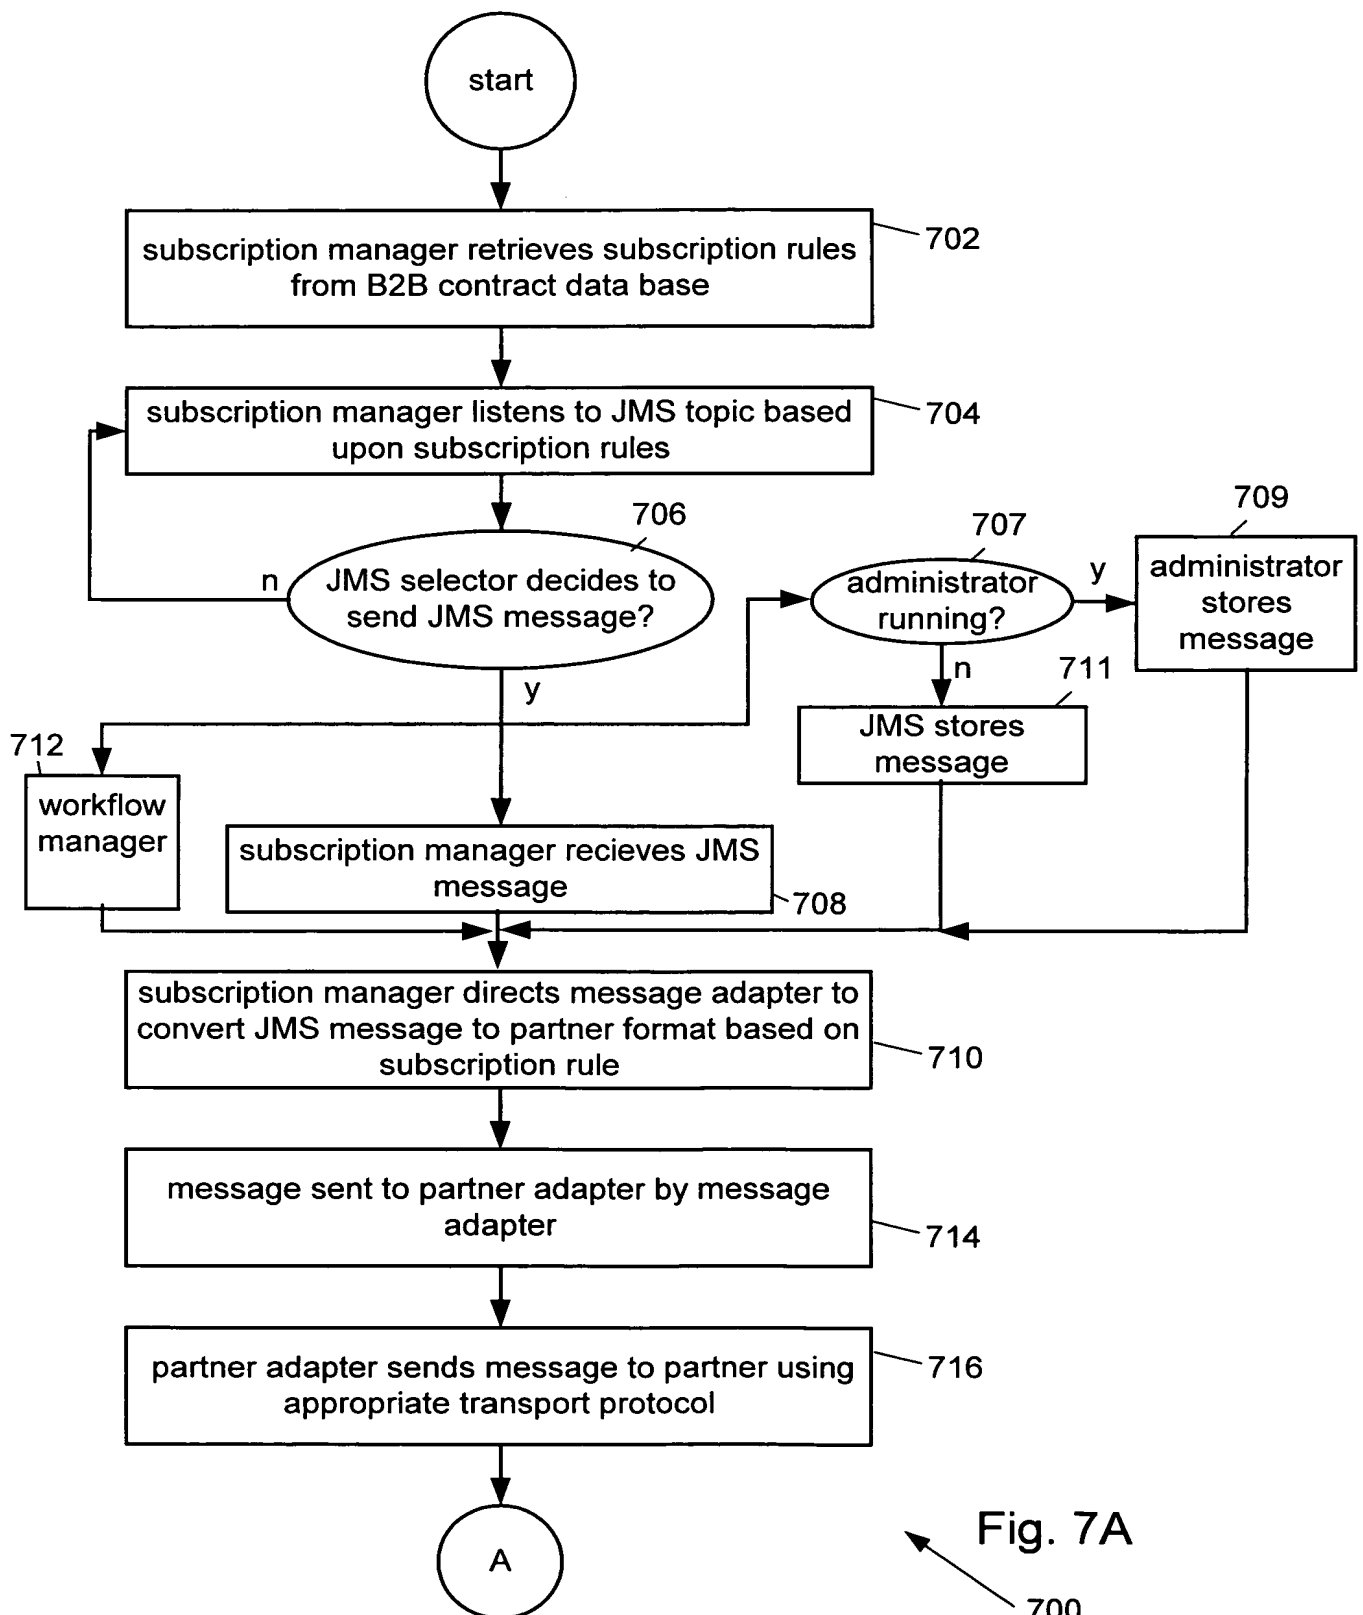 start
702
subscription manager retrieves subscription rules
from B2B contract data base
704
subscription manager listens to JMS topic based
upon subscription rules
706
JMS selector decides to
send JMS message?
n
y
707
administrator
running?
y
n
709
administrator
stores
message
711
JMS stores
message
712
workflow
manager
subscription manager recieves JMS
message
708
subscription manager directs message adapter to
convert JMS message to partner format based on
subscription rule
710
message sent to partner adapter by message
adapter
714
partner adapter sends message to partner using
appropriate transport protocol
716
A
Fig. 7A
700